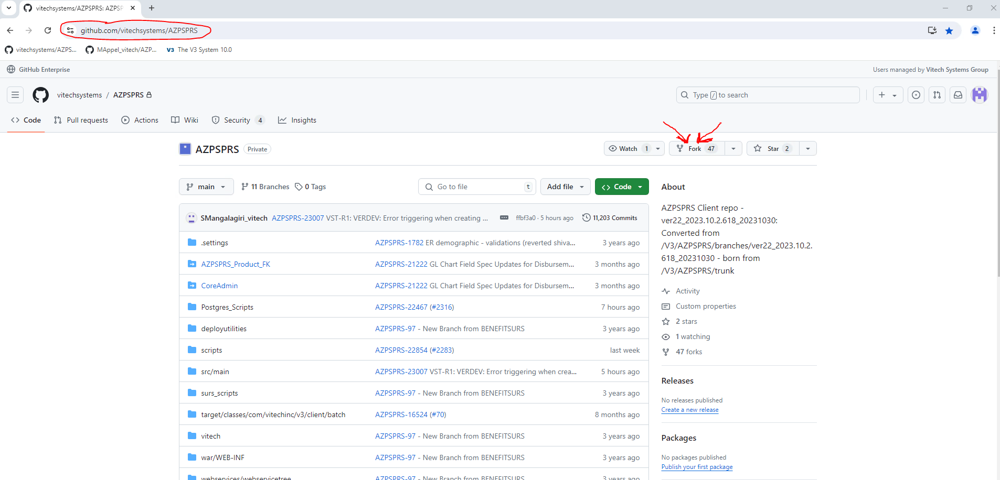 vitechsystems/AZPSPRS: AZPSP
github.com/vitechsystems/AZPSPRS
vitechsystems/AZPS... MAppel_vitech/AZP... V3 The V3 System 10.0
GitHub Enterprise Users managed by Vitech Systems Group
vitechsystems / AZPSPRS Type / to search
Code Pull requests Actions Wiki Security 4 Insights
AZPSPRS Private Watch 1 Fork 47 Star 2
main 11 Branches 0 Tags Go to file t Add file Code
SMangalagiri_vitech AZPSPRS-23007 VST-R1: VERDEV: Error triggering when creating ... ffbf3a0 · 5 hours ago 11,203 Commits
.settings AZPSPRS-1782 ER demographic - validations (reverted shiva... 3 years ago
AZPSPRS_Product_FK AZPSPRS-21222 GL Chart Field Spec Updates for Disbursem... 3 months ago
CoreAdmin AZPSPRS-21222 GL Chart Field Spec Updates for Disbursem... 3 months ago
Postgres_Scripts AZPSPRS-22467 (#2316) 7 hours ago
deployutilities AZPSPRS-97 - New Branch from BENEFITSURS 3 years ago
scripts AZPSPRS-22854 (#2283) last week
src/main AZPSPRS-23007 VST-R1: VERDEV: Error triggering when crea... 5 hours ago
surs_scripts AZPSPRS-97 - New Branch from BENEFITSURS 3 years ago
target/classes/com/vitechinc/v3/client/batch AZPSPRS-16524 (#70) 8 months ago
vitech AZPSPRS-97 - New Branch from BENEFITSURS 3 years ago
war/WEB-INF AZPSPRS-97 - New Branch from BENEFITSURS 3 years ago
webservices/webservicetree AZPSPRS-97 - New Branch from BENEFITSURS 3 years ago
About
AZPSPRS Client repo -
ver22_2023.10.2.618_20231030:
Converted from
/V3/AZPSPRS/branches/ver22_2023.10.2.
618_20231030 - born from
/V3/AZPSPRS/trunk
Activity
Custom properties
2 stars
1 watching
47 forks
Releases
No releases published
Create a new release
Packages
No packages published
Publish your first package